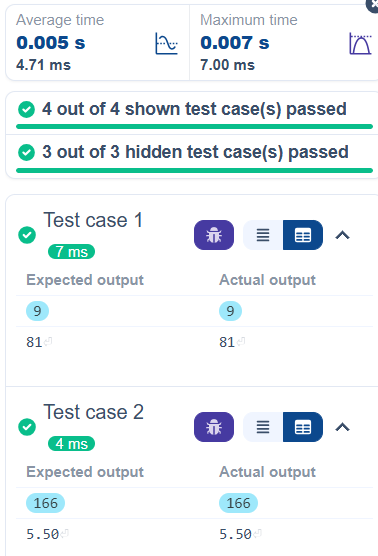 Average time
0.005 s
4.71 ms
Maximum time
0.007 s
7.00 ms
4 out of 4 shown test case(s) passed
3 out of 3 hidden test case(s) passed
Test case 1
7 ms
Expected output Actual output
9 9
81⏎ 81⏎
Test case 2
4 ms
Expected output Actual output
166 166
5.50⏎ 5.50⏎